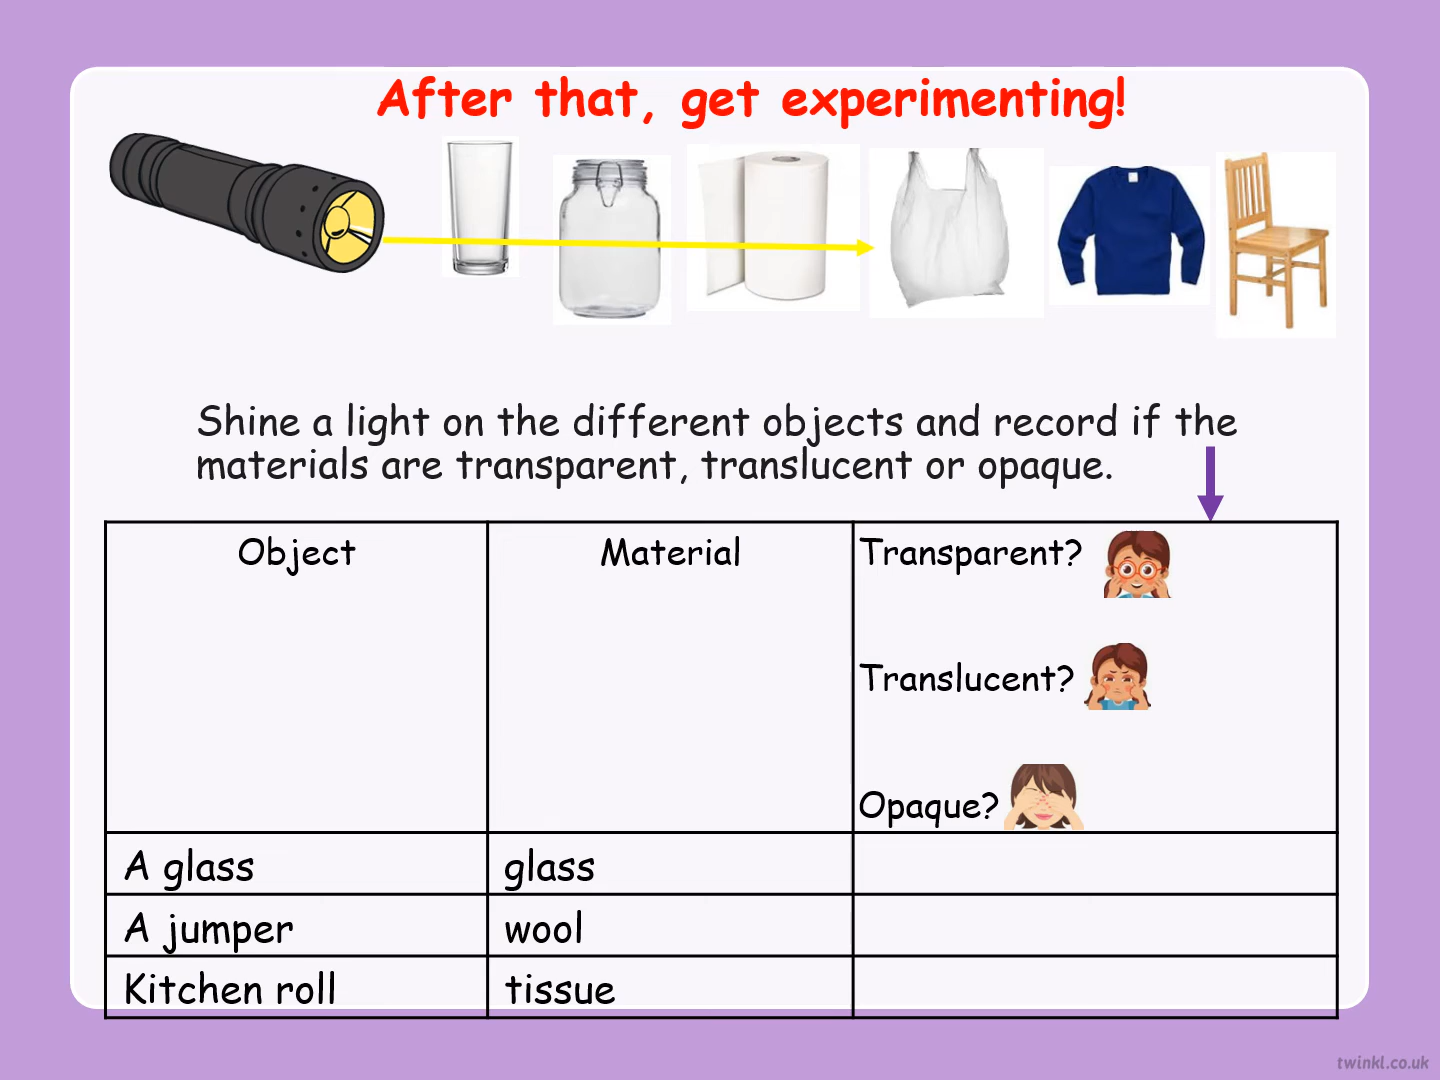 After that, get experimenting!
Shine a light on the different objects and record if the
materials are transparent, translucent or opaque.
Object
Material
Transparent?
Translucent?
Opaque?
A glass
glass
A jumper
wool
Kitchen roll
tissue
twinkl.co.uk